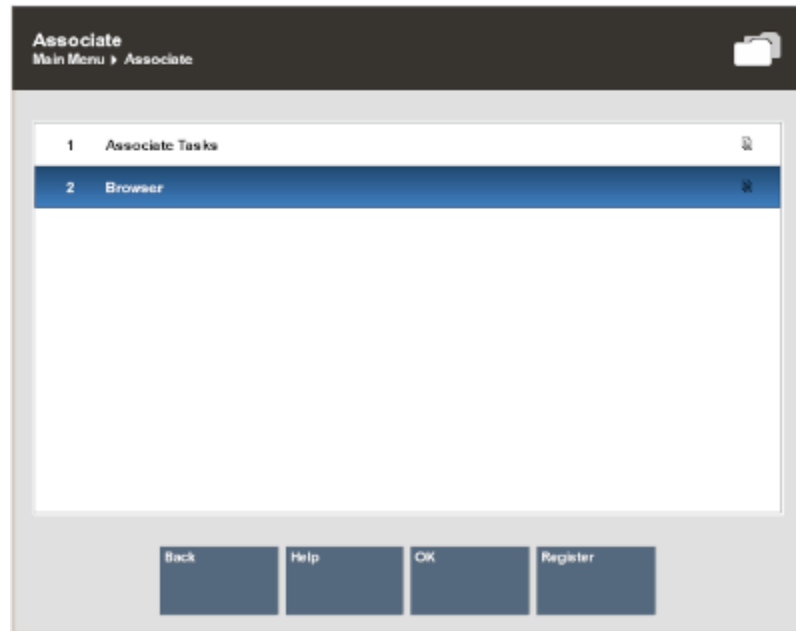 Associate
Main Menu ▸ Associate
1 Associate Tasks
2 Browser
Back Help OK Register